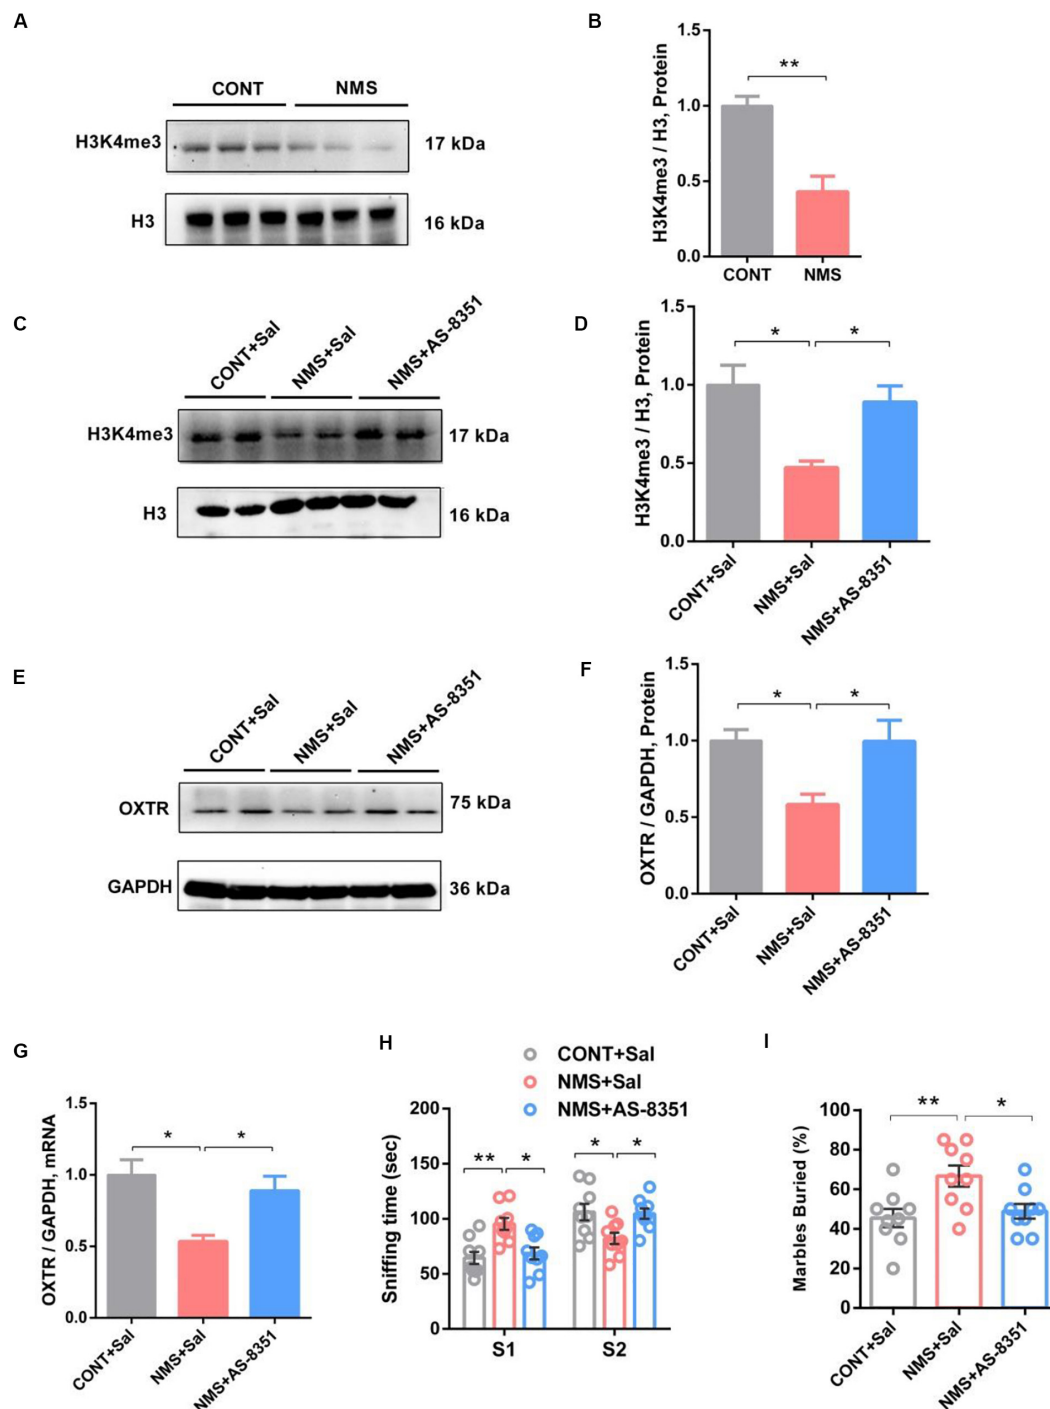 A
CONT NMS
H3K4me3 17 kDa
H3 16 kDa
B
H3K4me3 / H3, Protein
1.5
1.0
0.5
0.0
**
CONT NMS
C
CONT+Sal NMS+Sal NMS+AS-8351
H3K4me3 17 kDa
H3 16 kDa
D
H3K4me3 / H3, Protein
1.5
1.0
0.5
0.0
* *
CONT+Sal NMS+Sal NMS+AS-8351
E
CONT+Sal NMS+Sal NMS+AS-8351
OXTR 75 kDa
GAPDH 36 kDa
F
OXTR / GAPDH, Protein
1.5
1.0
0.5
0.0
* *
CONT+Sal NMS+Sal NMS+AS-8351
G
OXTR / GAPDH, mRNA
1.5
1.0
0.5
0.0
* *
CONT+Sal NMS+Sal NMS+AS-8351
H
CONT+Sal
NMS+Sal
NMS+AS-8351
Sniffing time (sec)
200
150
100
50
0
** * * *
S1 S2
I
Marbles Buried (%)
100
80
60
40
20
0
** *
CONT+Sal NMS+Sal NMS+AS-8351